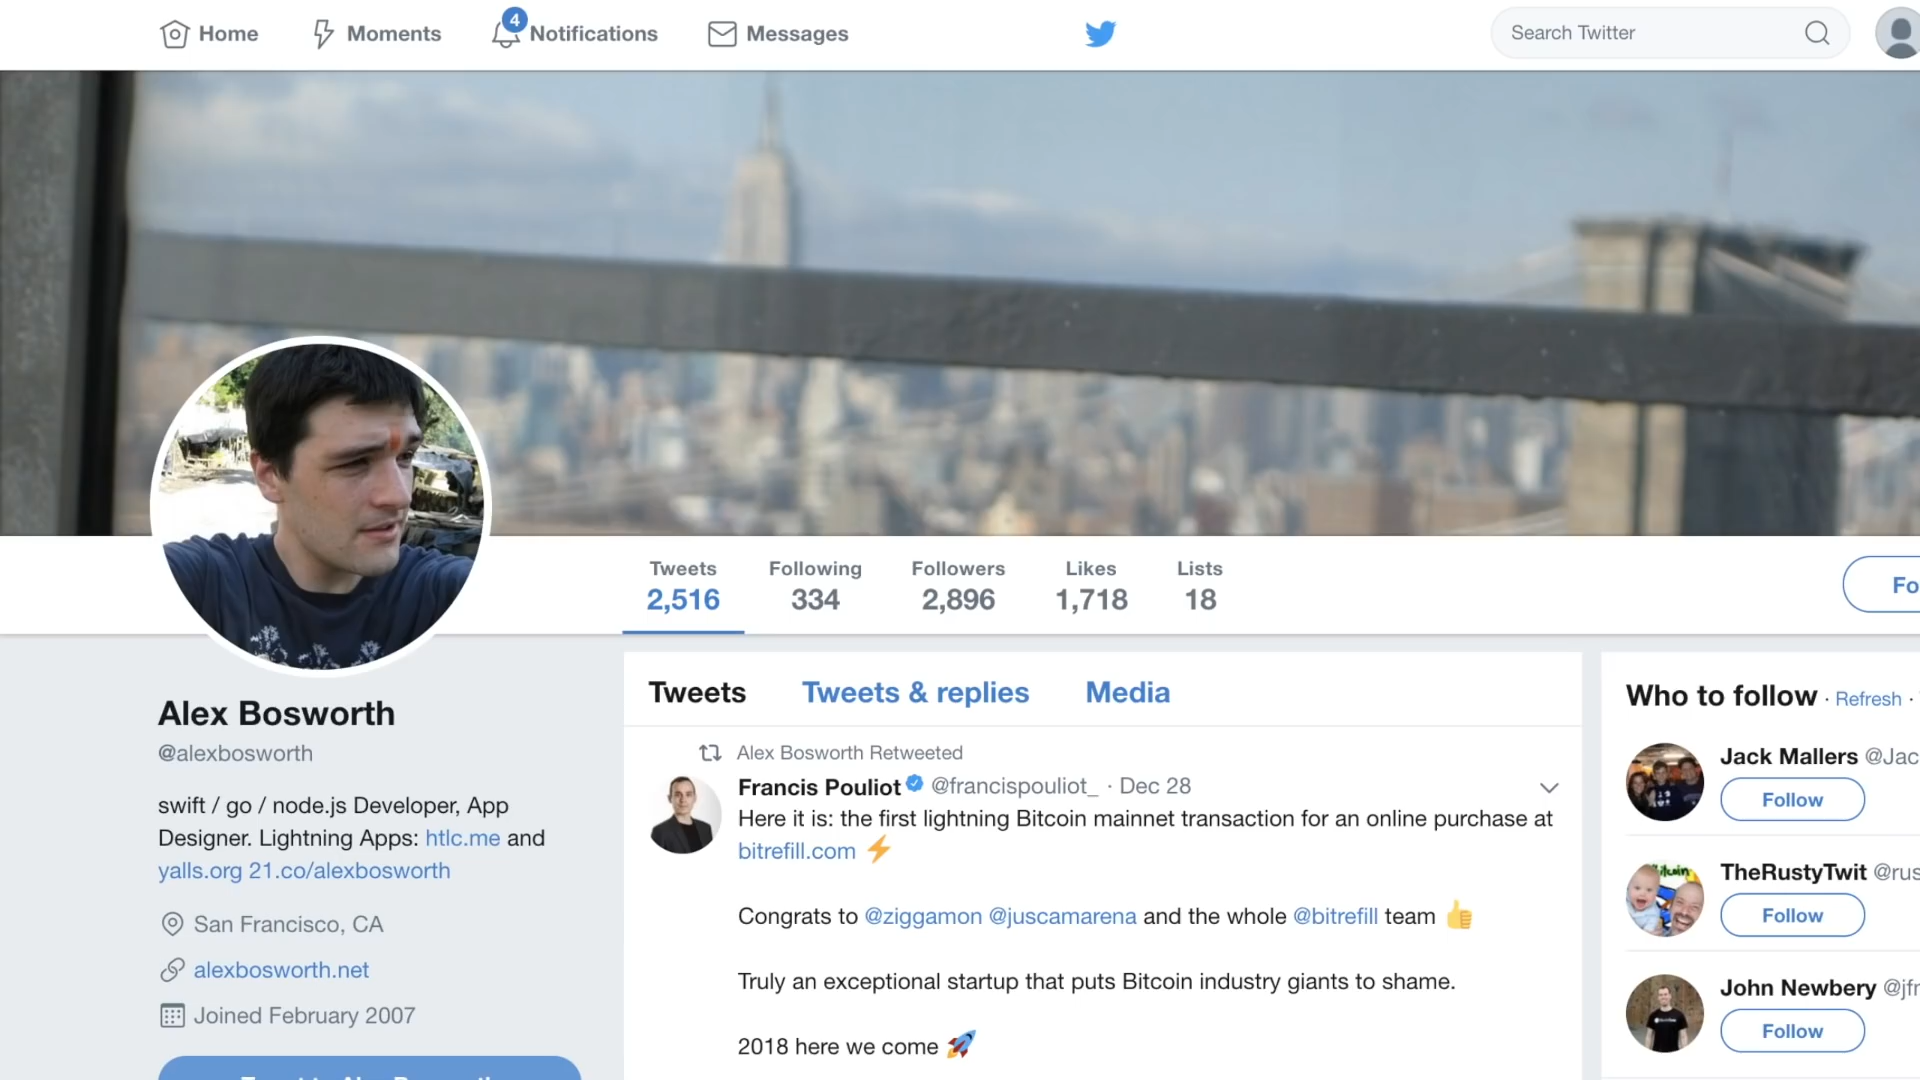 Home
Moments
4
Notifications
Messages
Search Twitter
Tweets
2,516
Following
334
Followers
2,896
Likes
1,718
Lists
18
Fo
Alex Bosworth
@alexbosworth
swift / go / node.js Developer, App
Designer. Lightning Apps: htlc.me and
yalls.org 21.co/alexbosworth
San Francisco, CA
alexbosworth.net
Joined February 2007
Tweets
Tweets & replies
Media
Alex Bosworth Retweeted
Francis Pouliot @francispouliot_ · Dec 28
Here it is: the first lightning Bitcoin mainnet transaction for an online purchase at
bitrefill.com ⚡
Congrats to @ziggamon @juscamarena and the whole @bitrefill team 👍
Truly an exceptional startup that puts Bitcoin industry giants to shame.
2018 here we come 🚀
Who to follow · Refresh ·
Jack Mallers @Jac
Follow
TheRustyTwit @rus
Follow
John Newbery @jfn
Follow